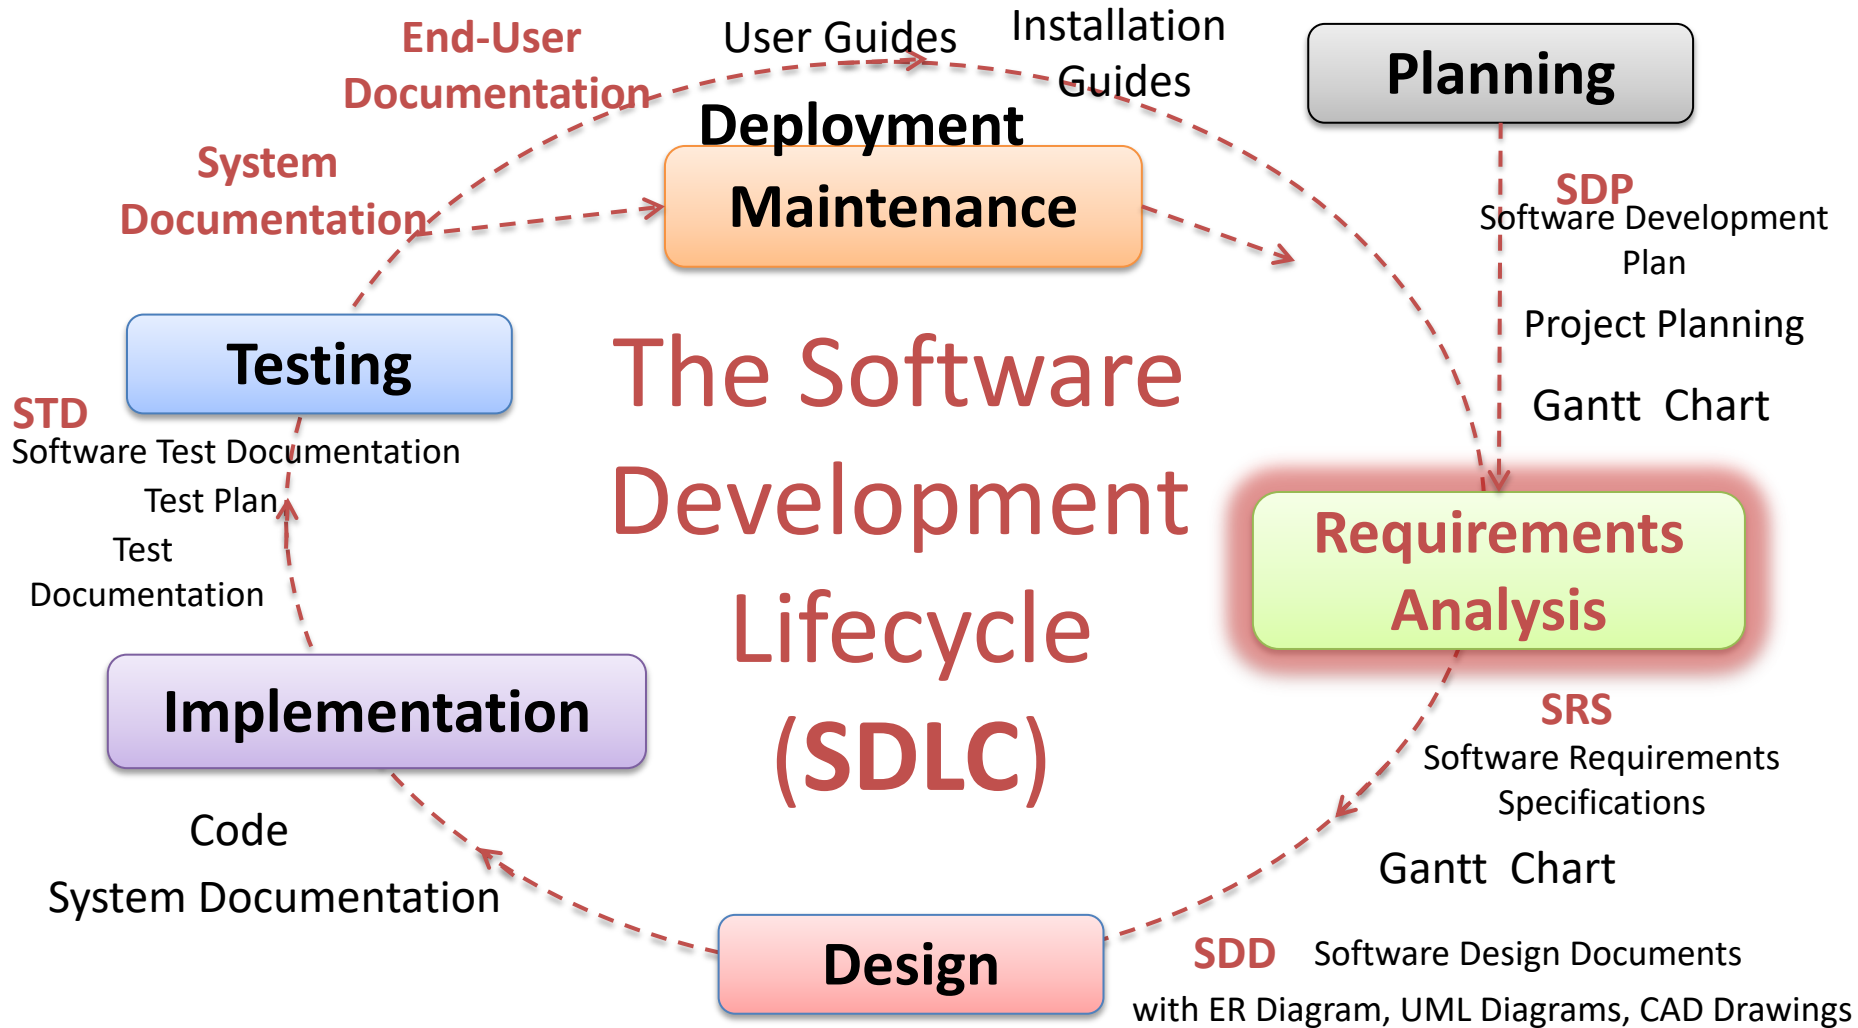 End-User
Documentation
User Guides
Installation
Guides
Planning
Deployment
Maintenance
System
Documentation
SDP
Software Development
Plan
Project Planning
Gantt  Chart
Testing
STD
Software Test Documentation
Test Plan
Test
Documentation
The Software
Development
Lifecycle
(SDLC)
Requirements
Analysis
Implementation
SRS
Software Requirements
Specifications
Gantt  Chart
Code
System Documentation
Design
SDD
Software Design Documents
with ER Diagram, UML Diagrams, CAD Drawings